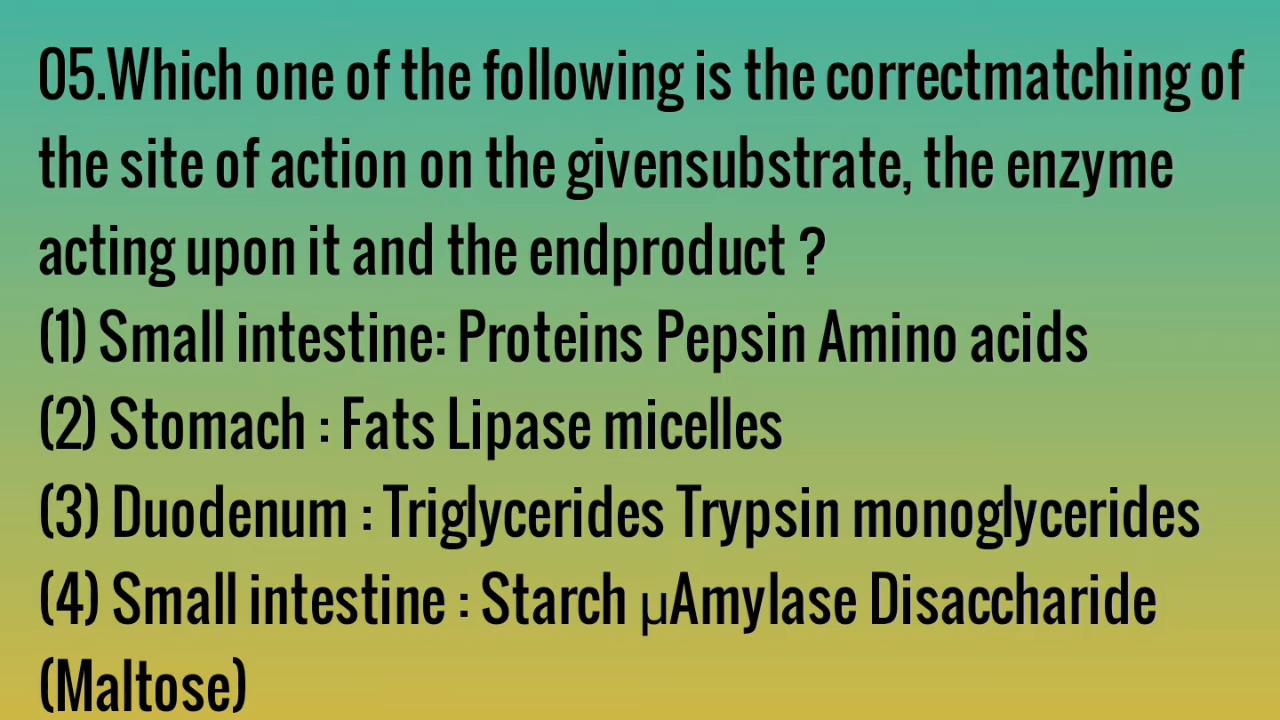 05.Which one of the following is the correctmatching of
the site of action on the givensubstrate, the enzyme
acting upon it and the endproduct ?
(1) Small intestine: Proteins Pepsin Amino acids
(2) Stomach : Fats Lipase micelles
(3) Duodenum : Triglycerides Trypsin monoglycerides
(4) Small intestine : Starch µAmylase Disaccharide
(Maltose)